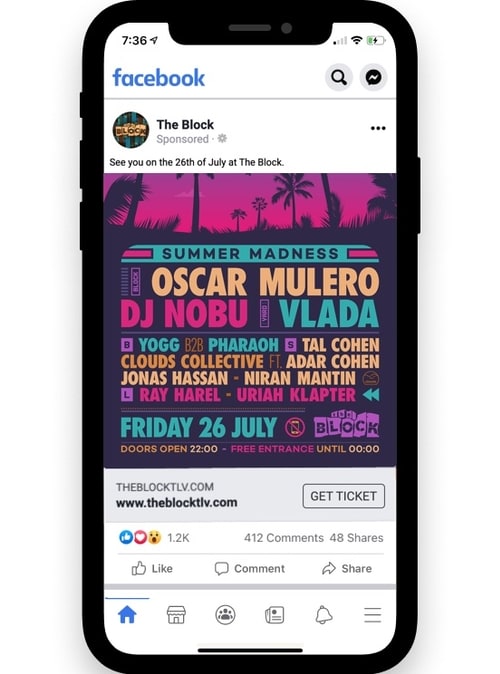 7:36
facebook
BLOCK
The Block
Sponsored ·
See you on the 26th of July at The Block.
SUMMER MADNESS
BLOCK OSCAR MULERO
DJ NOBU VLADA
B YOGG B2B PHARAOH S TAL COHEN
CLOUDS COLLECTIVE FT. ADAR COHEN
JONAS HASSAN - NIRAN MANTIN
L RAY HAREL - URIAH KLAPTER
FRIDAY 26 JULY THE BLOCK
DOORS OPEN 22:00 - FREE ENTRANCE UNTIL 00:00
THEBLOCKTLV.COM
www.theblocktlv.com
GET TICKET
1.2K 412 Comments 48 Shares
Like Comment Share